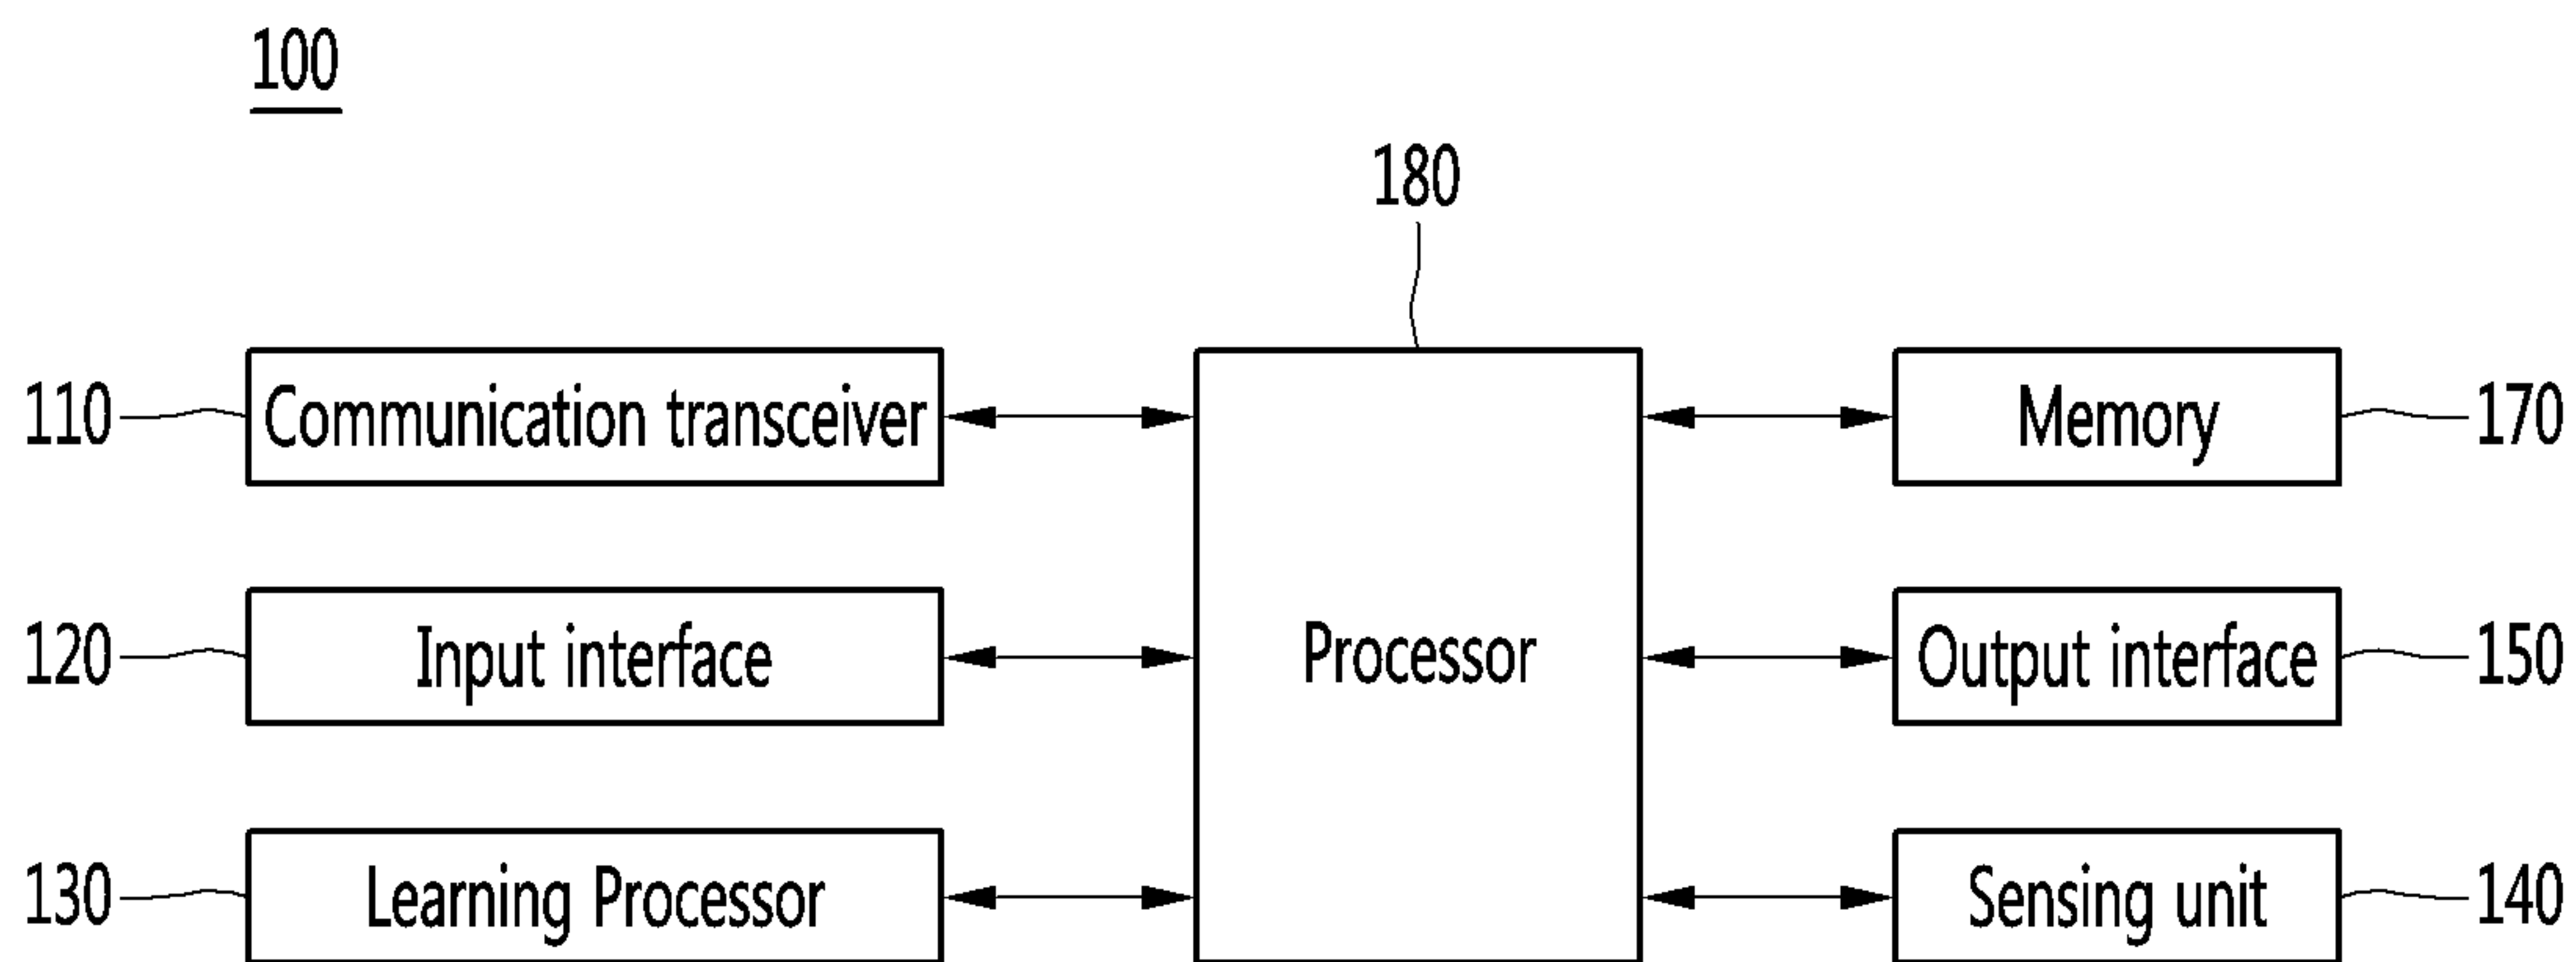 100
180
110 Communication transceiver Memory 170
120 Input interface Processor Output interface 150
130 Learning Processor Sensing unit 140